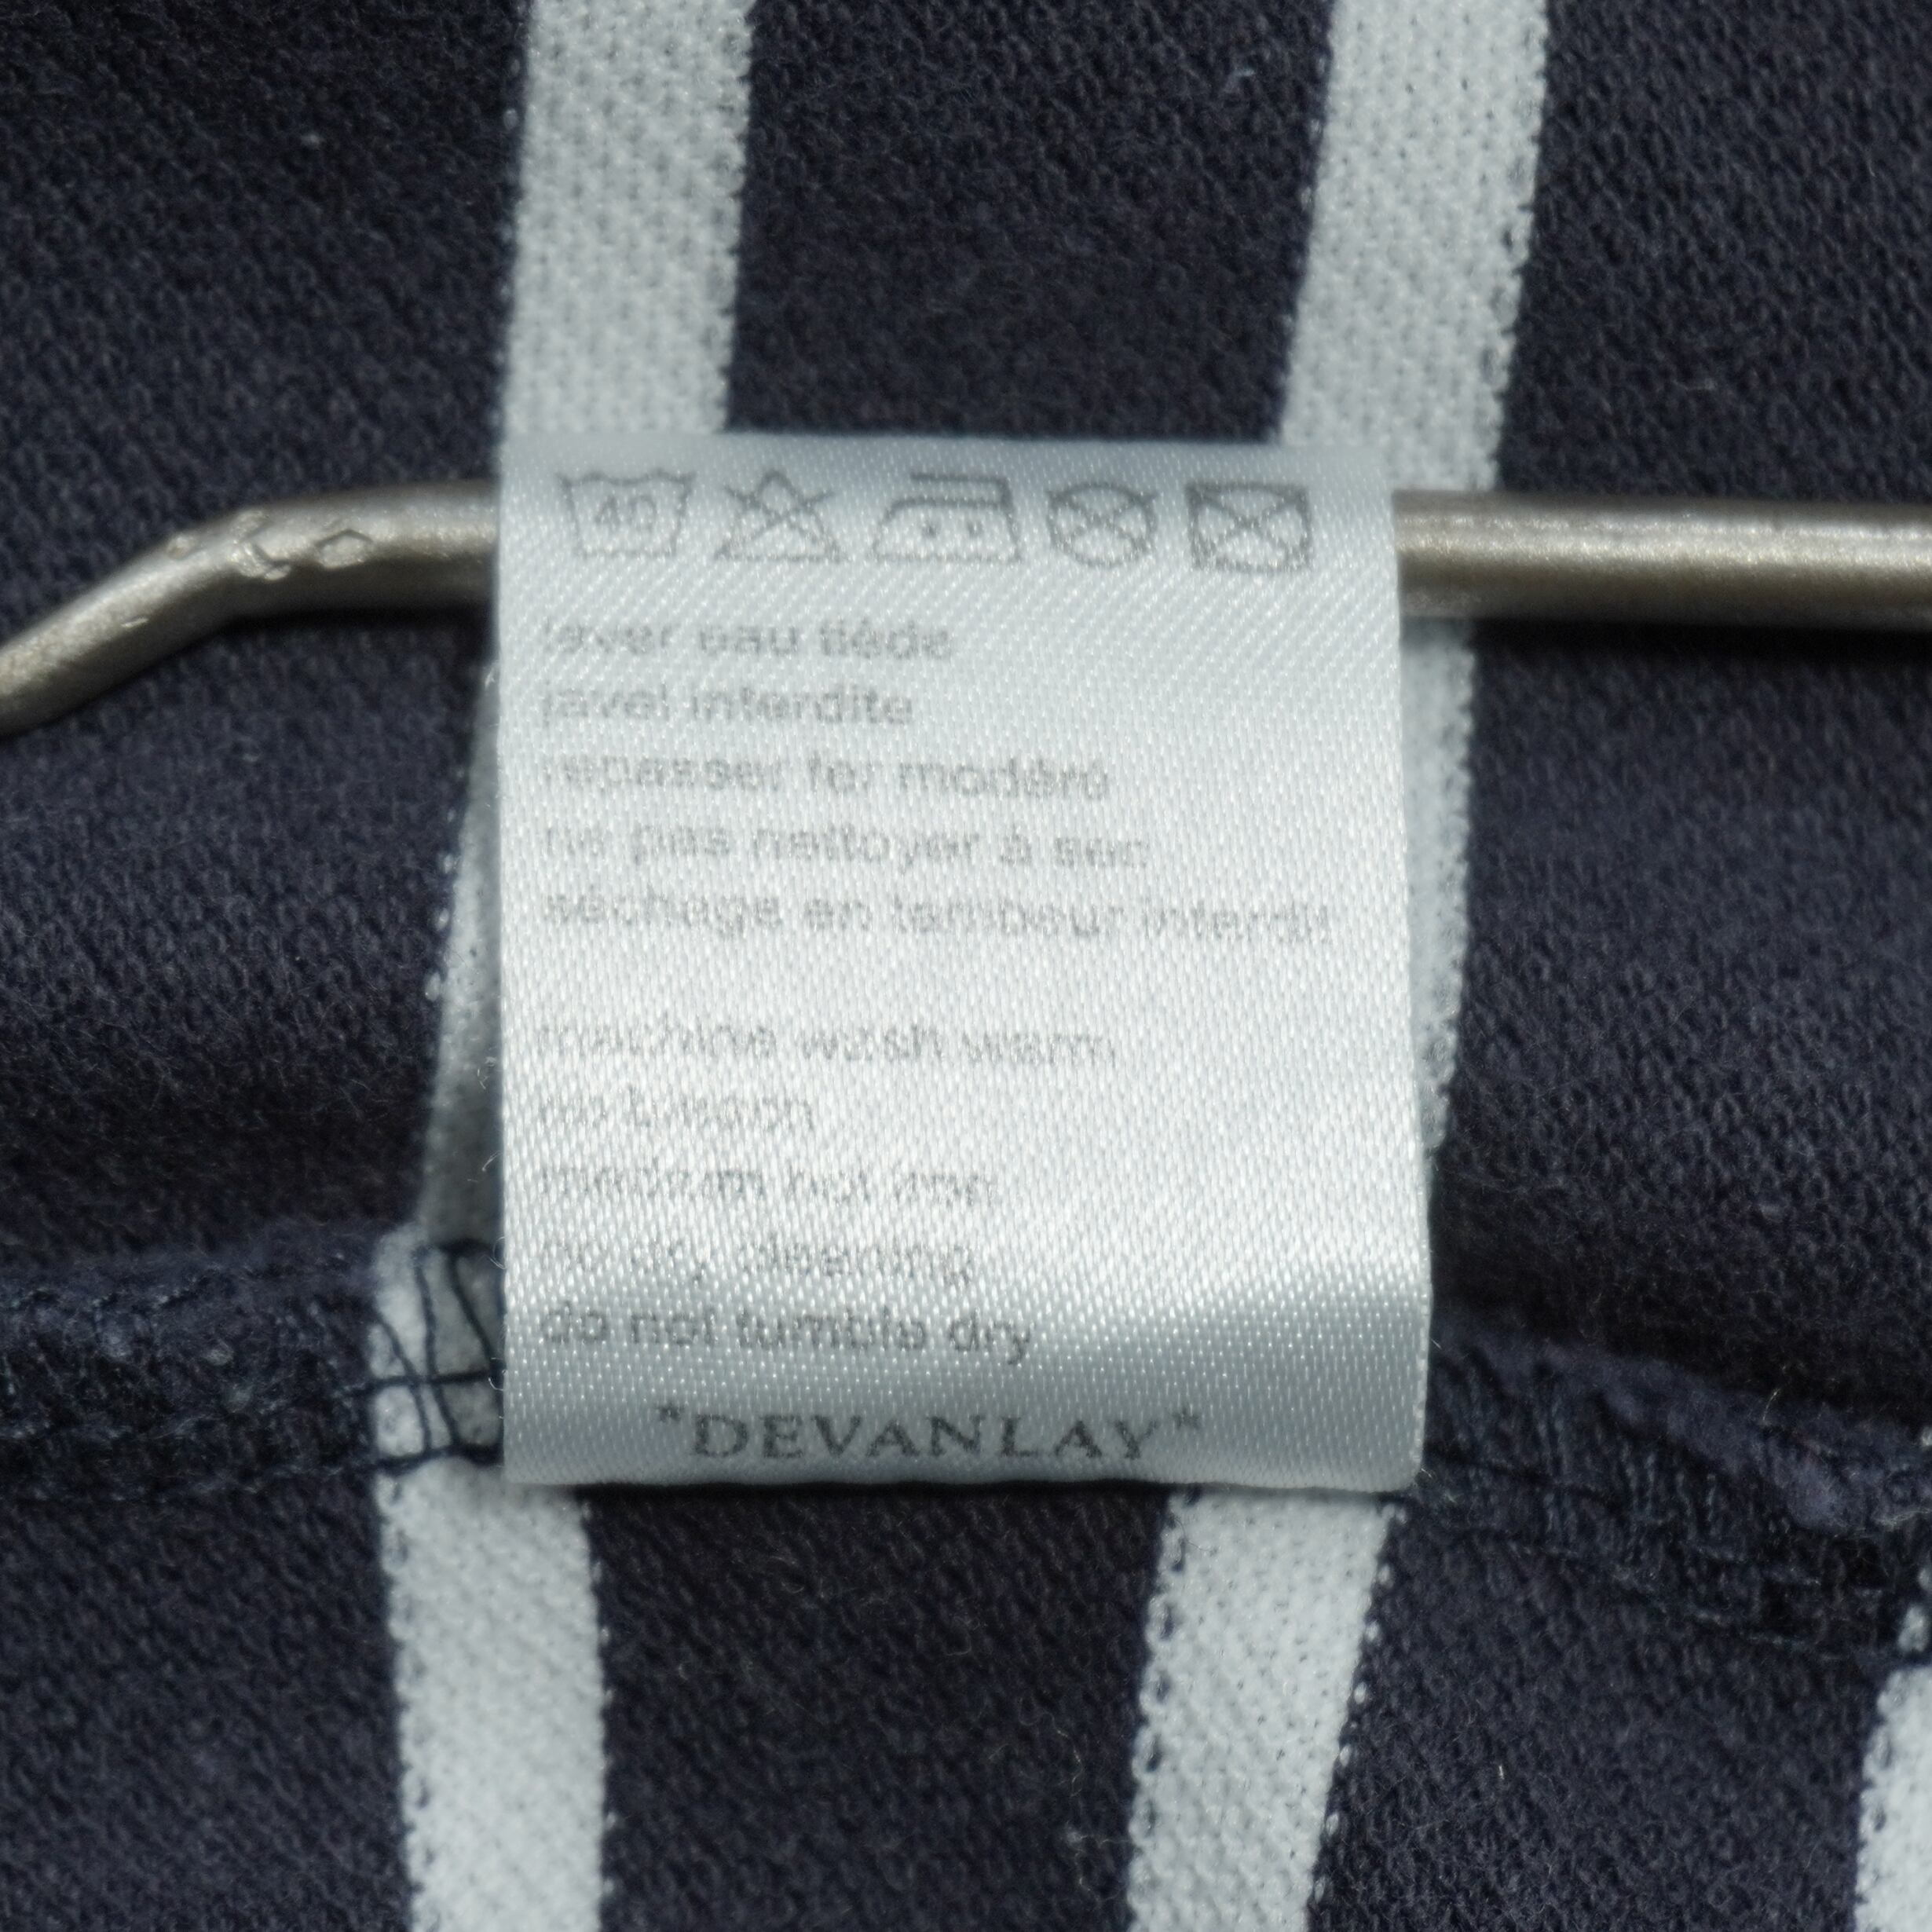 40
laver eau tiède
javel interdite
repasser fer modéré
ne pas nettoyer à sec
séchage en tambour interdit
machine wash warm
no bleach
medium hot iron
no dry cleaning
do not tumble dry
"DEVANLAY"